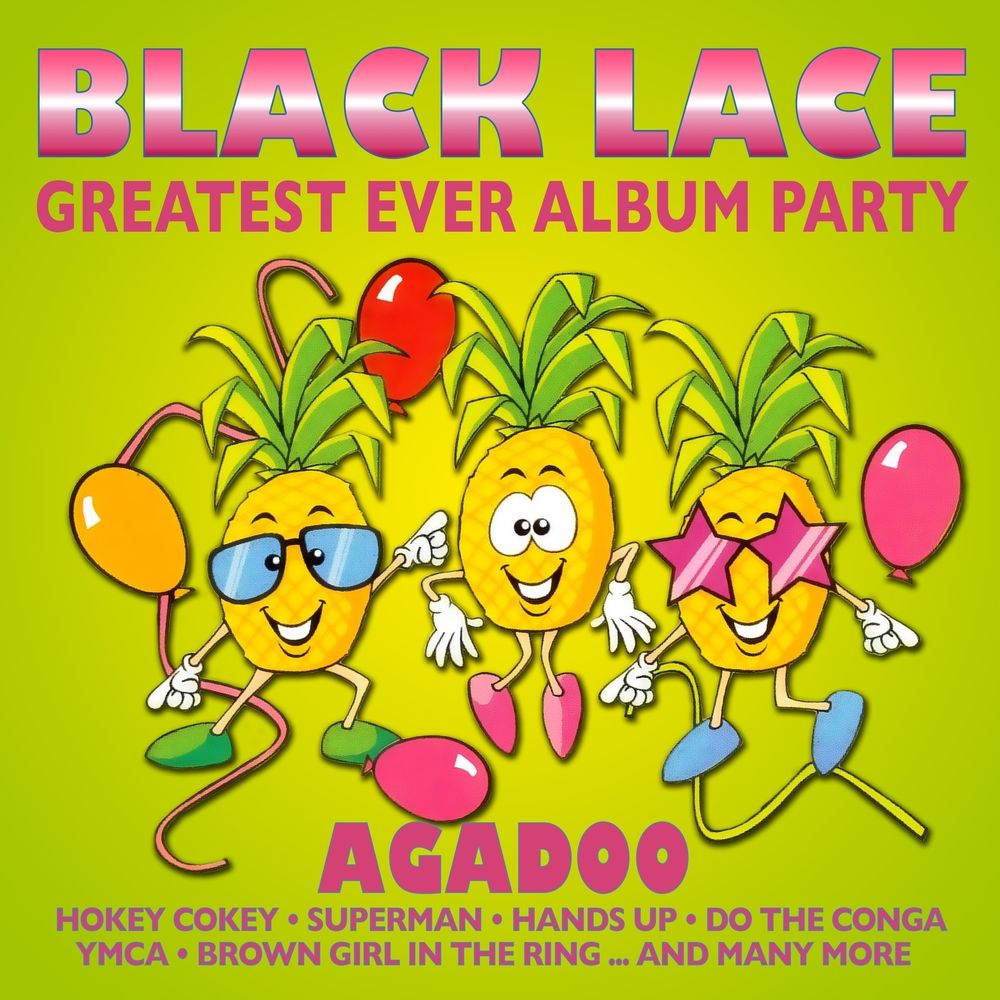 BLACK LACE
GREATEST EVER ALBUM PARTY
AGADOO
HOKEY COKEY • SUPERMAN • HANDS UP • DO THE CONGA
YMCA • BROWN GIRL IN THE RING ... AND MANY MORE